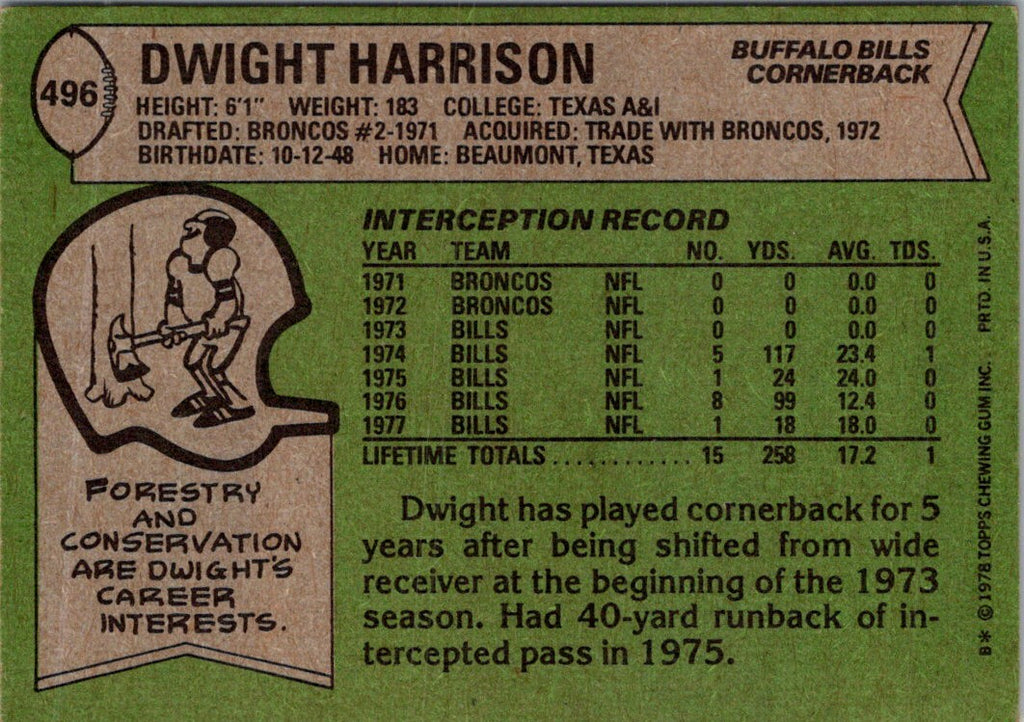 496
DWIGHT HARRISON
BUFFALO BILLS
CORNERBACK
HEIGHT: 6'1" WEIGHT: 183 COLLEGE: TEXAS A&I
DRAFTED: BRONCOS #2-1971 ACQUIRED: TRADE WITH BRONCOS, 1972
BIRTHDATE: 10-12-48 HOME: BEAUMONT, TEXAS
INTERCEPTION RECORD
YEAR TEAM NO. YDS. AVG. TDS.
1971 BRONCOS NFL 0 0 0.0 0
1972 BRONCOS NFL 0 0 0.0 0
1973 BILLS NFL 0 0 0.0 0
1974 BILLS NFL 5 117 23.4 1
1975 BILLS NFL 1 24 24.0 0
1976 BILLS NFL 8 99 12.4 0
1977 BILLS NFL 1 18 18.0 0
LIFETIME TOTALS ............ 15 258 17.2 1
FORESTRY
AND
CONSERVATION
ARE DWIGHT'S
CAREER
INTERESTS.
Dwight has played cornerback for 5
years after being shifted from wide
receiver at the beginning of the 1973
season. Had 40-yard runback of in-
tercepted pass in 1975.
B* © 1978 TOPPS CHEWING GUM INC. PRTD. IN U.S.A.